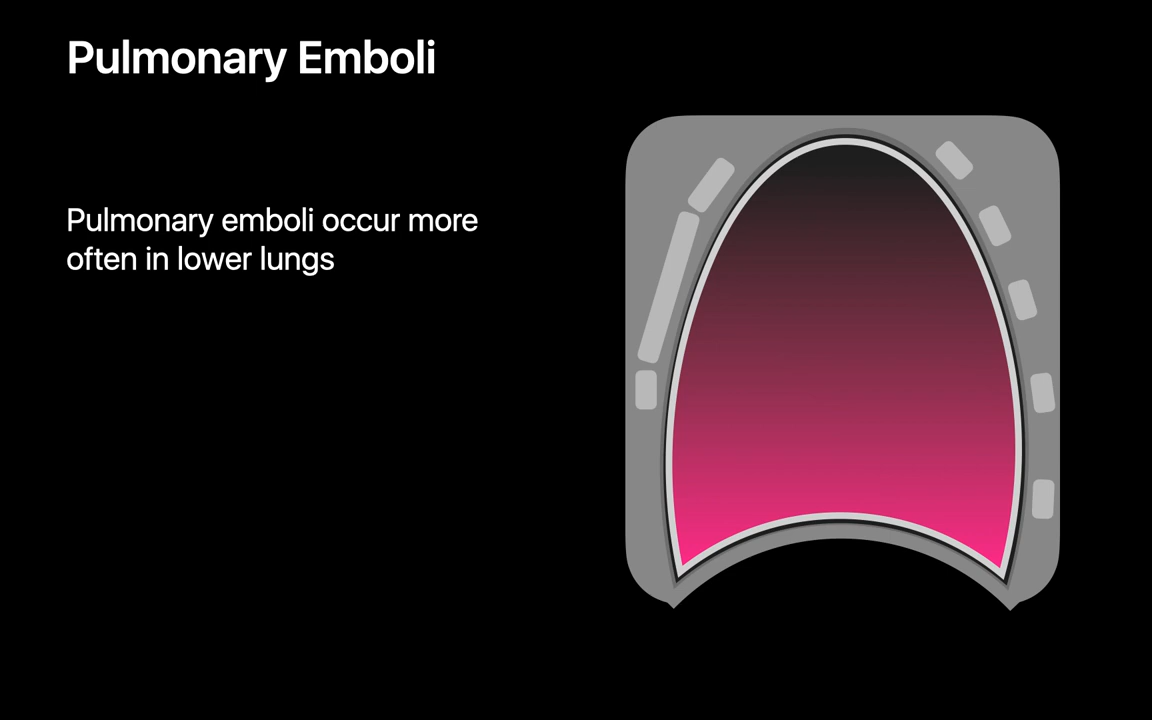 Pulmonary Emboli
Pulmonary emboli occur more
often in lower lungs